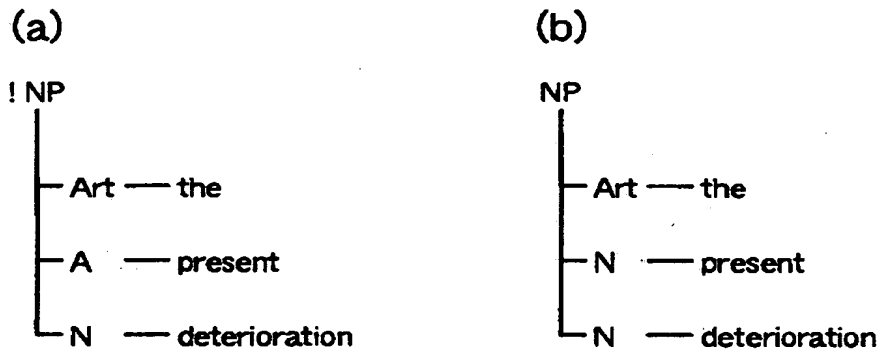 (a) (b)
! NP NP
Art the Art the
A present N present
N deterioration N deterioration